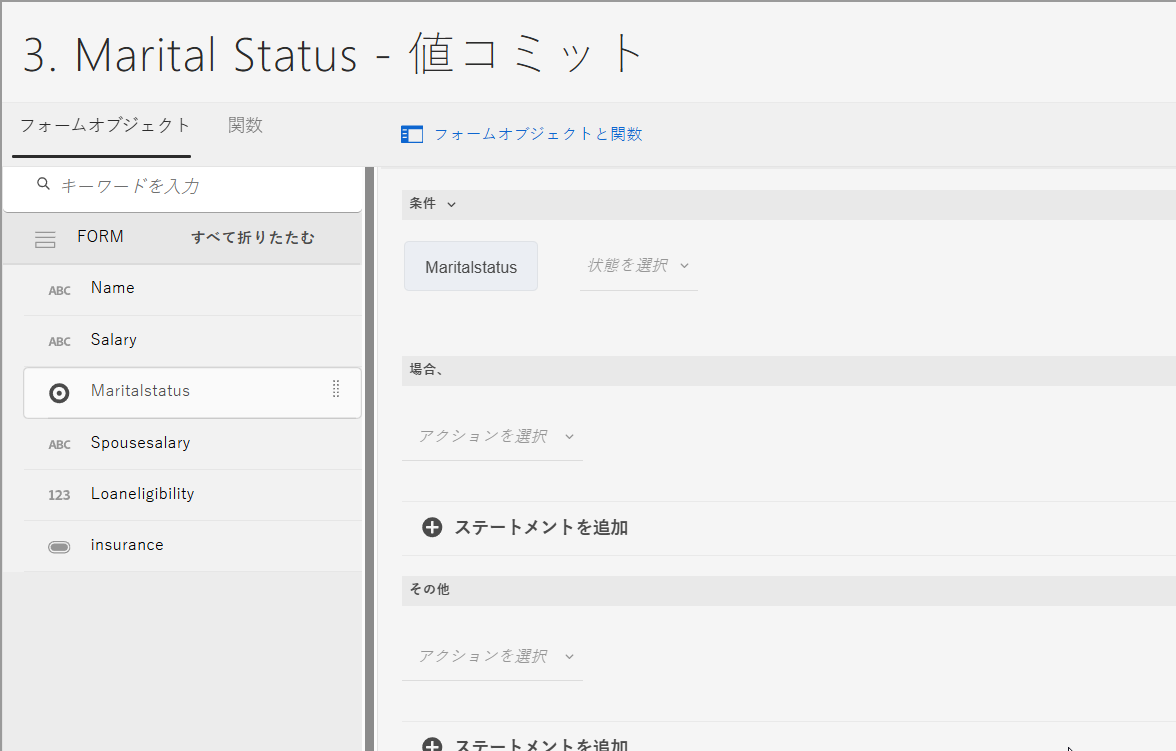 3. Marital Status - 値コミット
フォームオブジェクト 関数
キーワードを入力
FORM すべて折りたたむ
ABC Name
ABC Salary
Maritalstatus
ABC Spousesalary
123 Loaneligibility
insurance
フォームオブジェクトと関数
条件
Maritalstatus 状態を選択
場合、
アクションを選択
ステートメントを追加
その他
アクションを選択
ステートメントを追加